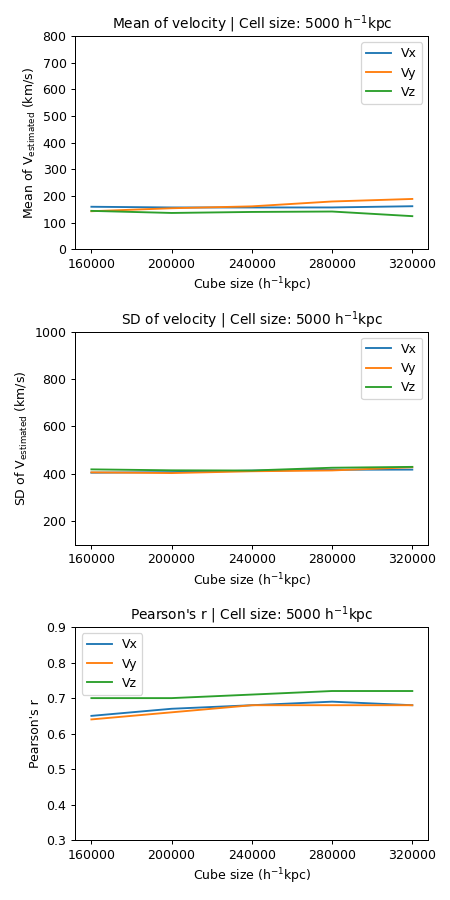 Mean of velocity | Cell size: 5000 h⁻¹kpc
800
700
600
500
400
300
200
100
0
Mean of V_estimated (km/s)
Vx
Vy
Vz
160000 200000 240000 280000 320000
Cube size (h⁻¹kpc)
SD of velocity | Cell size: 5000 h⁻¹kpc
1000
800
600
400
200
SD of V_estimated (km/s)
Vx
Vy
Vz
160000 200000 240000 280000 320000
Cube size (h⁻¹kpc)
Pearson's r | Cell size: 5000 h⁻¹kpc
0.9
0.8
0.7
0.6
0.5
0.4
0.3
Pearson's r
Vx
Vy
Vz
160000 200000 240000 280000 320000
Cube size (h⁻¹kpc)